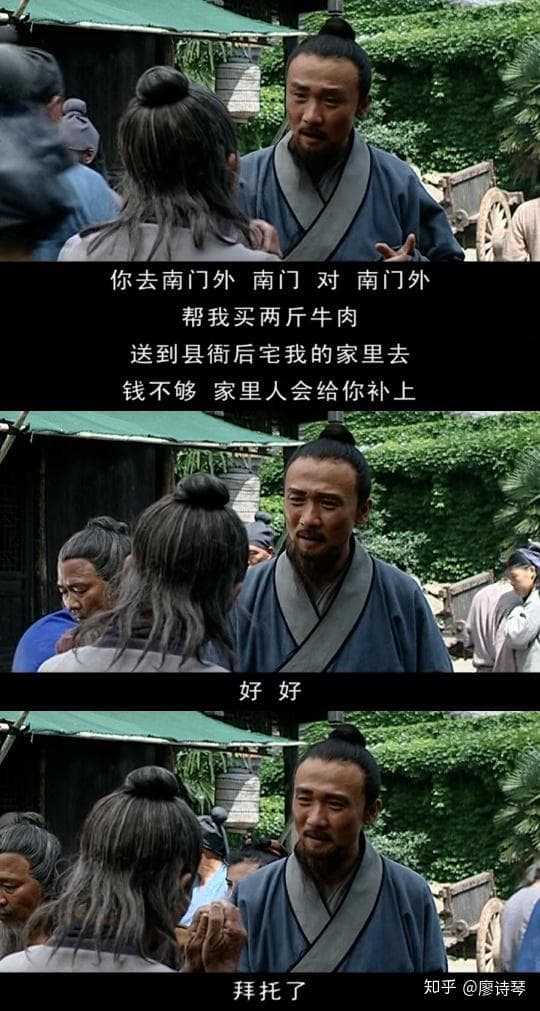 你去南门外 南门 对 南门外
帮我买两斤牛肉
送到县衙后宅我的家里去
钱不够 家里人会给你补上
好 好
拜托了
知乎 @廖诗琴